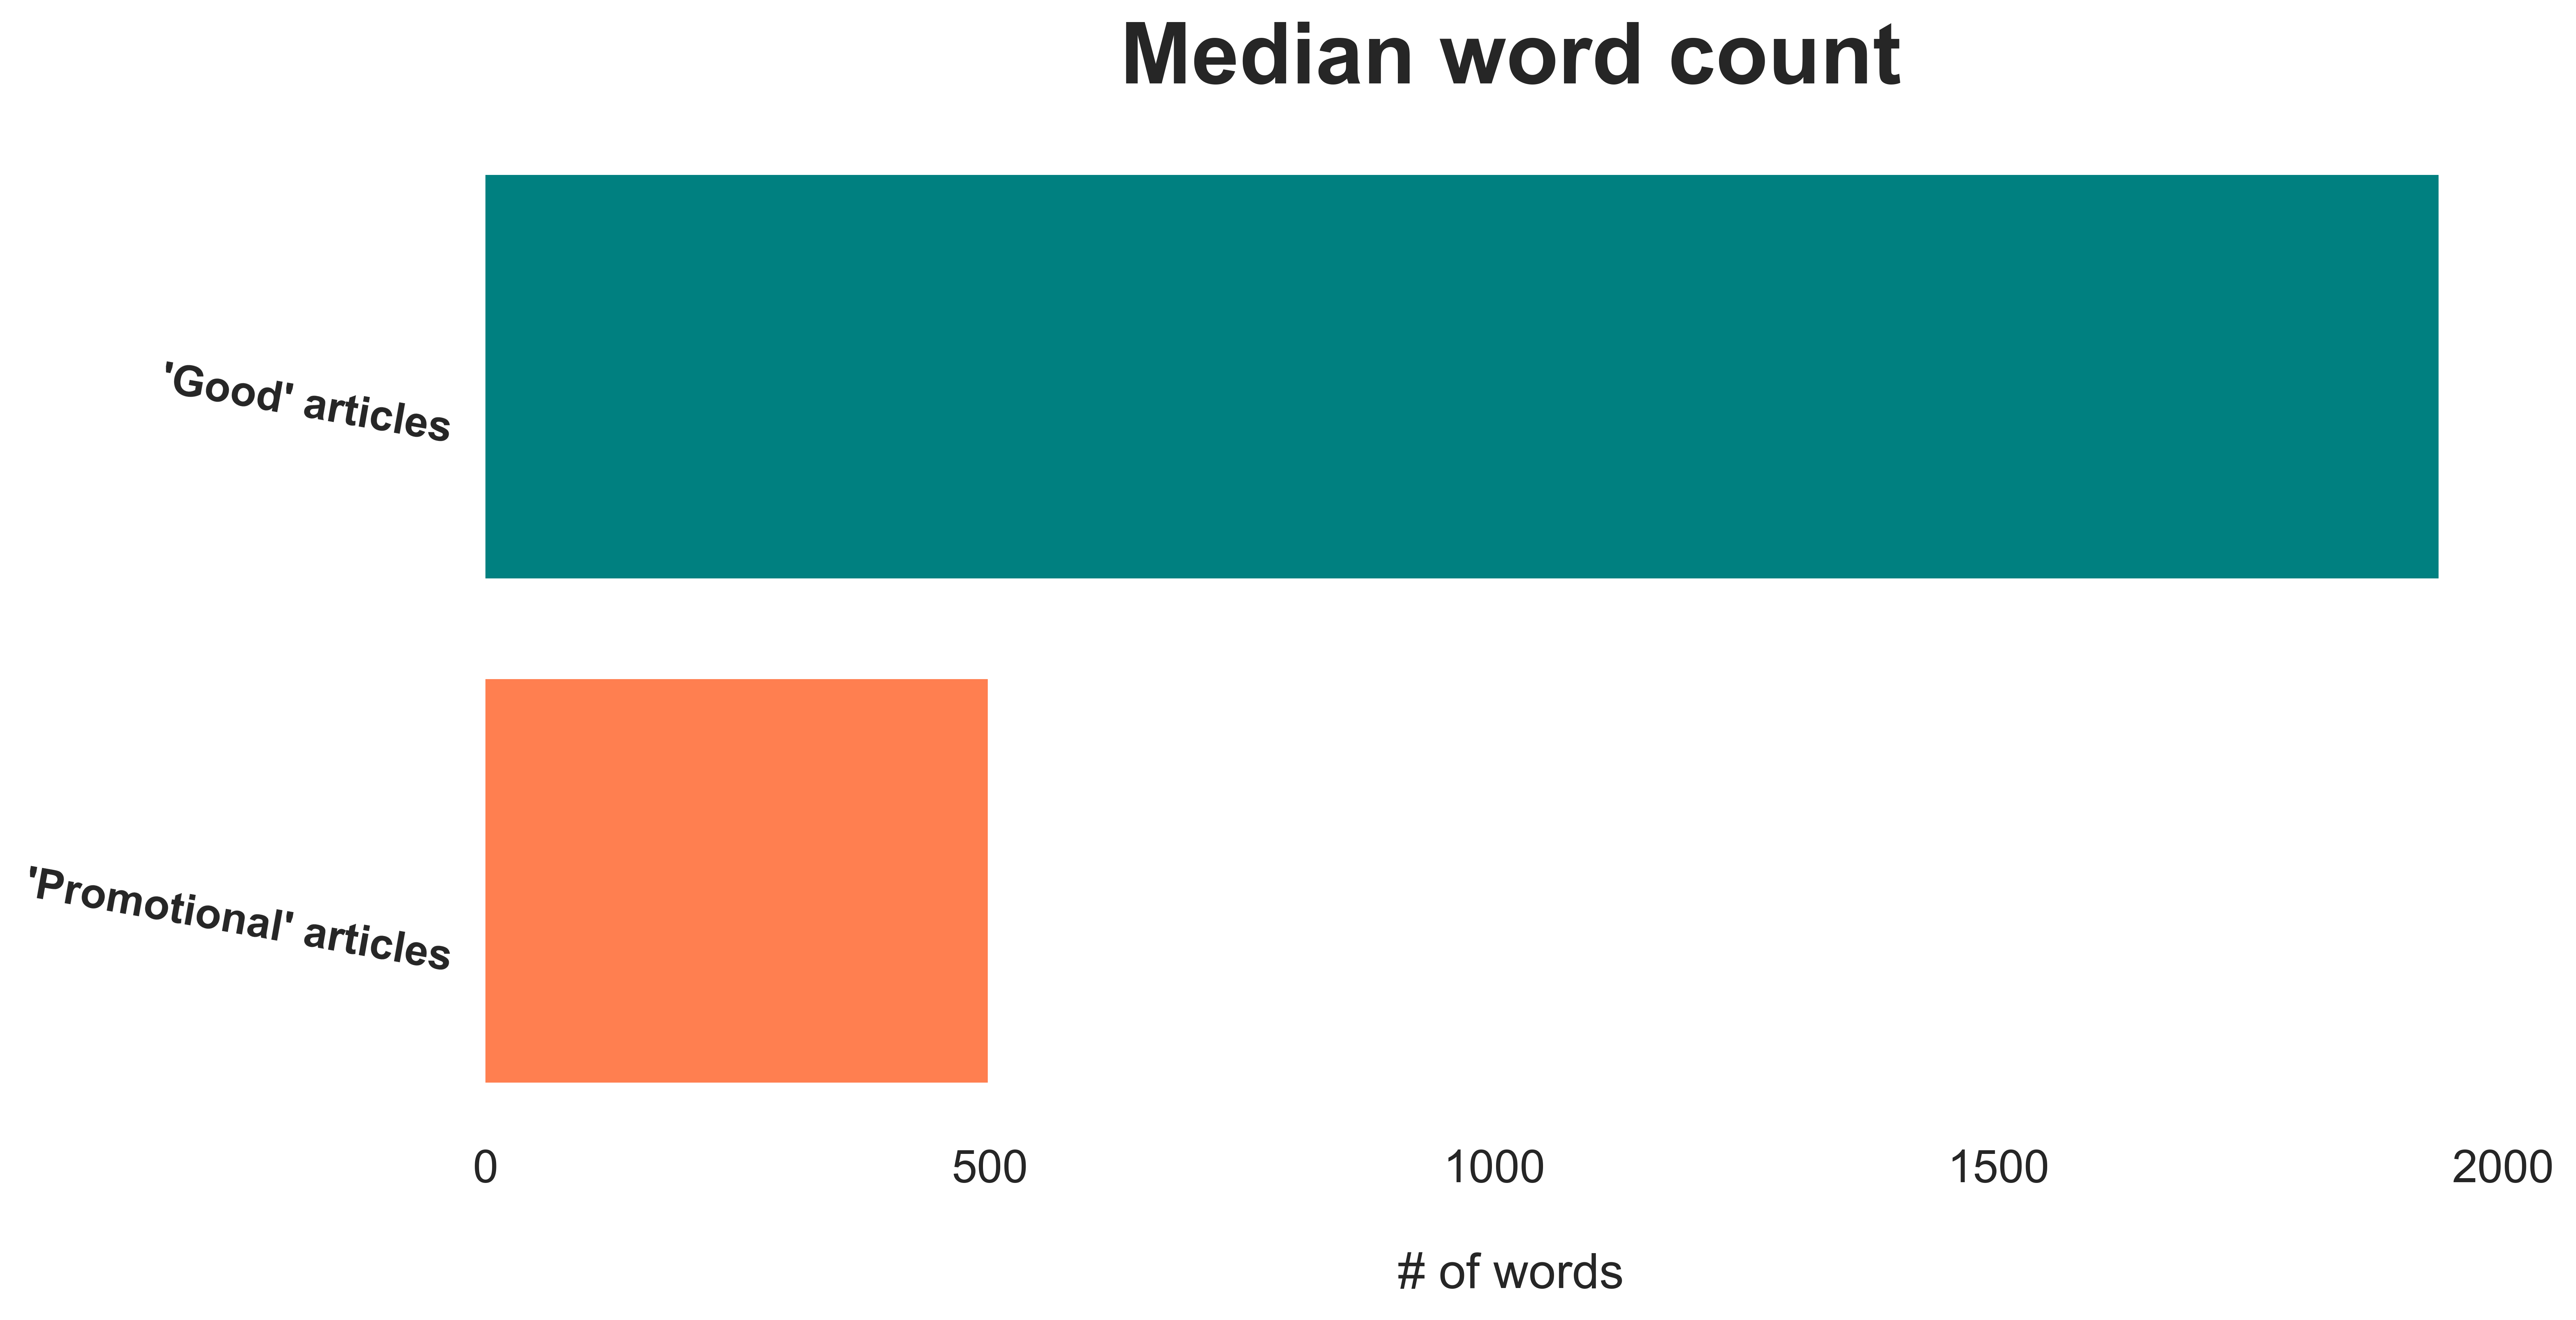 Median word count
'Good' articles
'Promotional' articles
0 500 1000 1500 2000
# of words